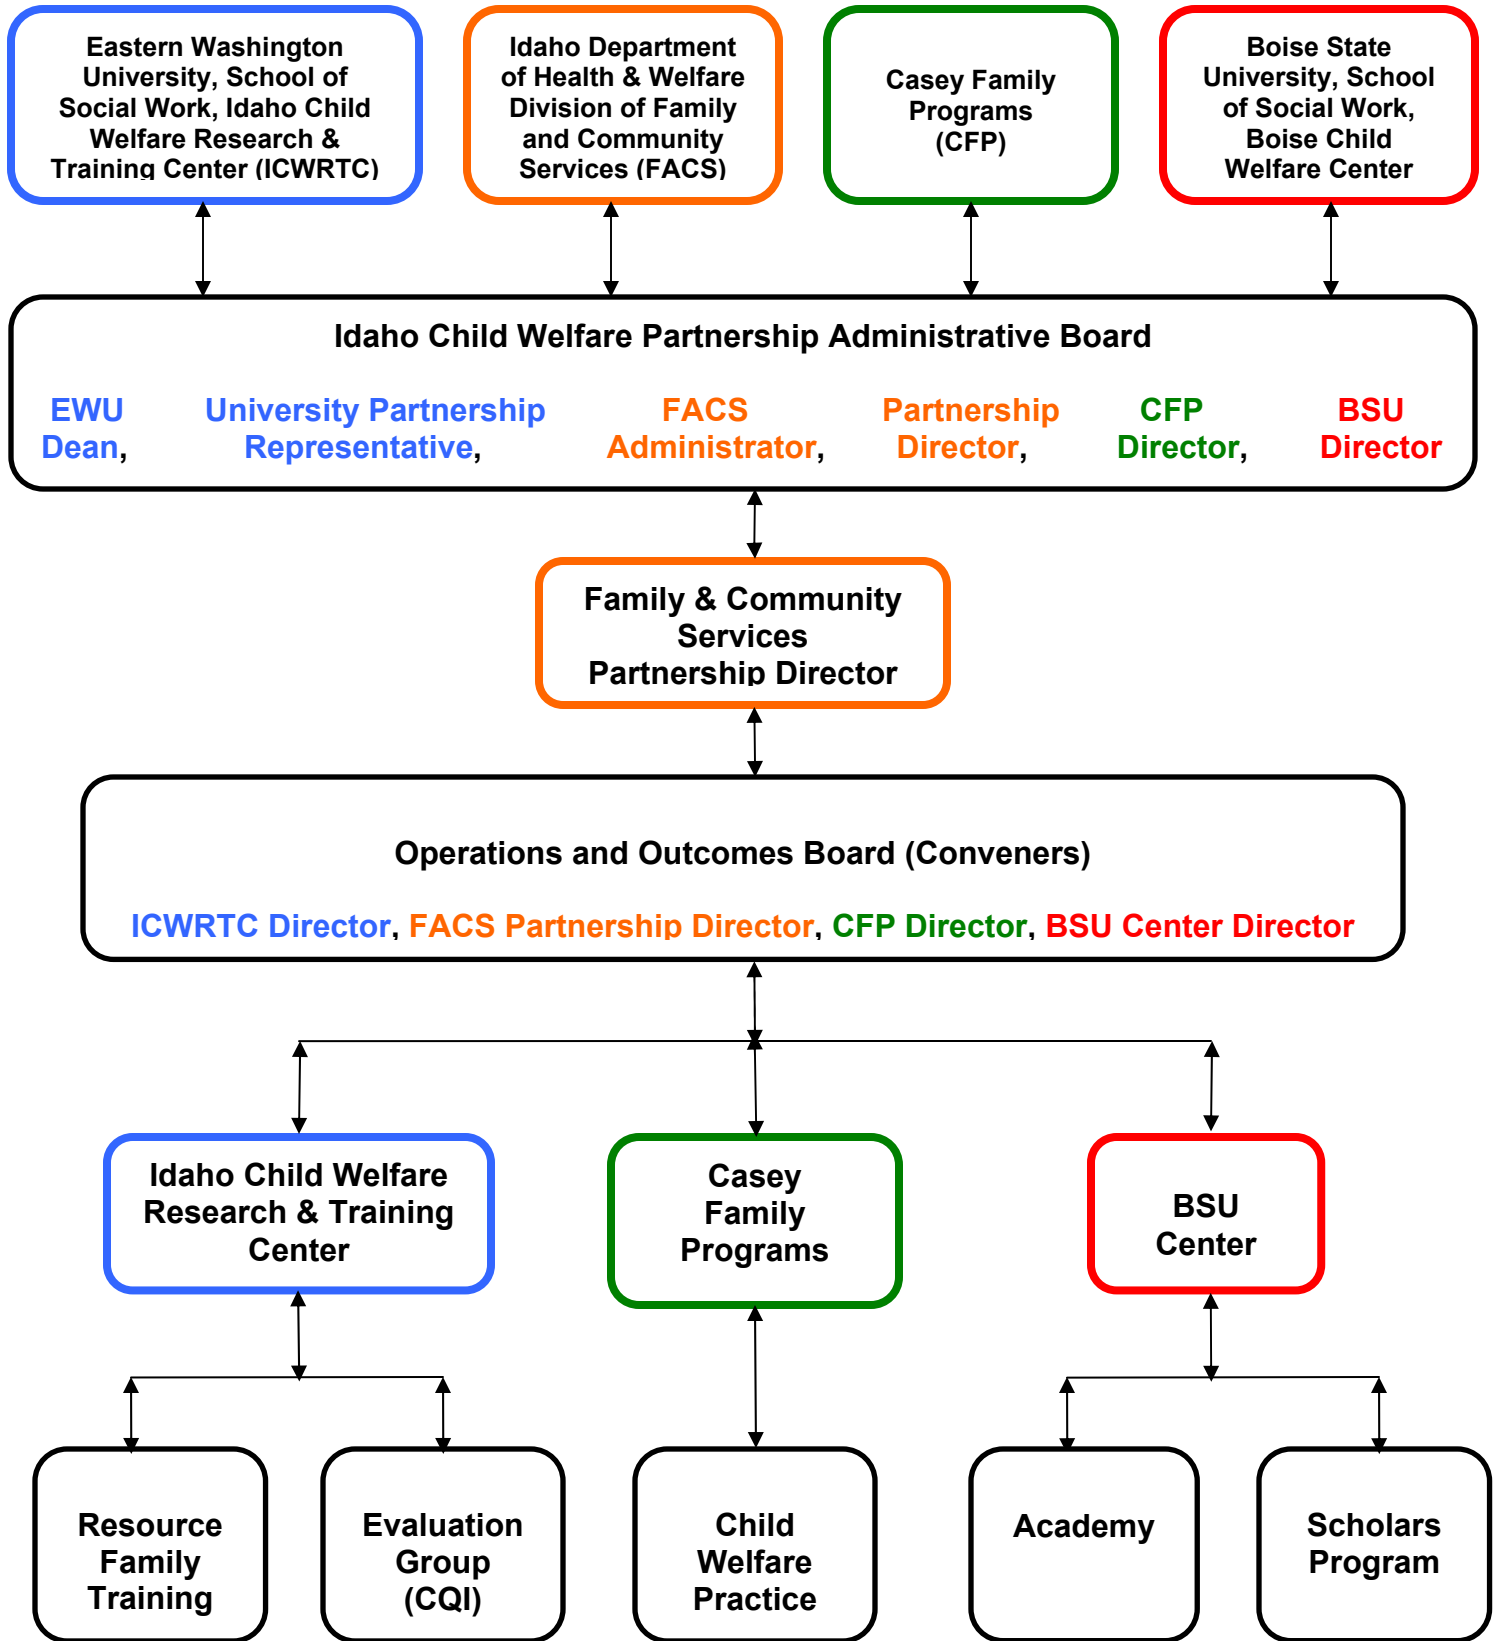 Eastern Washington
University, School of
Social Work, Idaho Child
Welfare Research &
Training Center (ICWRTC)
Idaho Department
of Health & Welfare
Division of Family
and Community
Services (FACS)
Casey Family
Programs
(CFP)
Boise State
University, School
of Social Work,
Boise Child
Welfare Center
Idaho Child Welfare Partnership Administrative Board
EWU
Dean,
University Partnership
Representative,
FACS
Administrator,
Partnership
Director,
CFP
Director,
BSU
Director
Family & Community
Services
Partnership Director
Operations and Outcomes Board (Conveners)
ICWRTC Director, FACS Partnership Director, CFP Director, BSU Center Director
Idaho Child Welfare
Research & Training
Center
Casey
Family
Programs
BSU
Center
Resource
Family
Training
Evaluation
Group
(CQI)
Child
Welfare
Practice
Academy
Scholars
Program